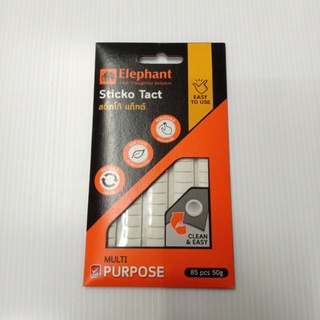 Elephant
Sticko Tact
สติ๊กโก้ แท็กต์
EASY
TO USE
CLEAN
& EASY
MULTI
PURPOSE
85 pcs 50g